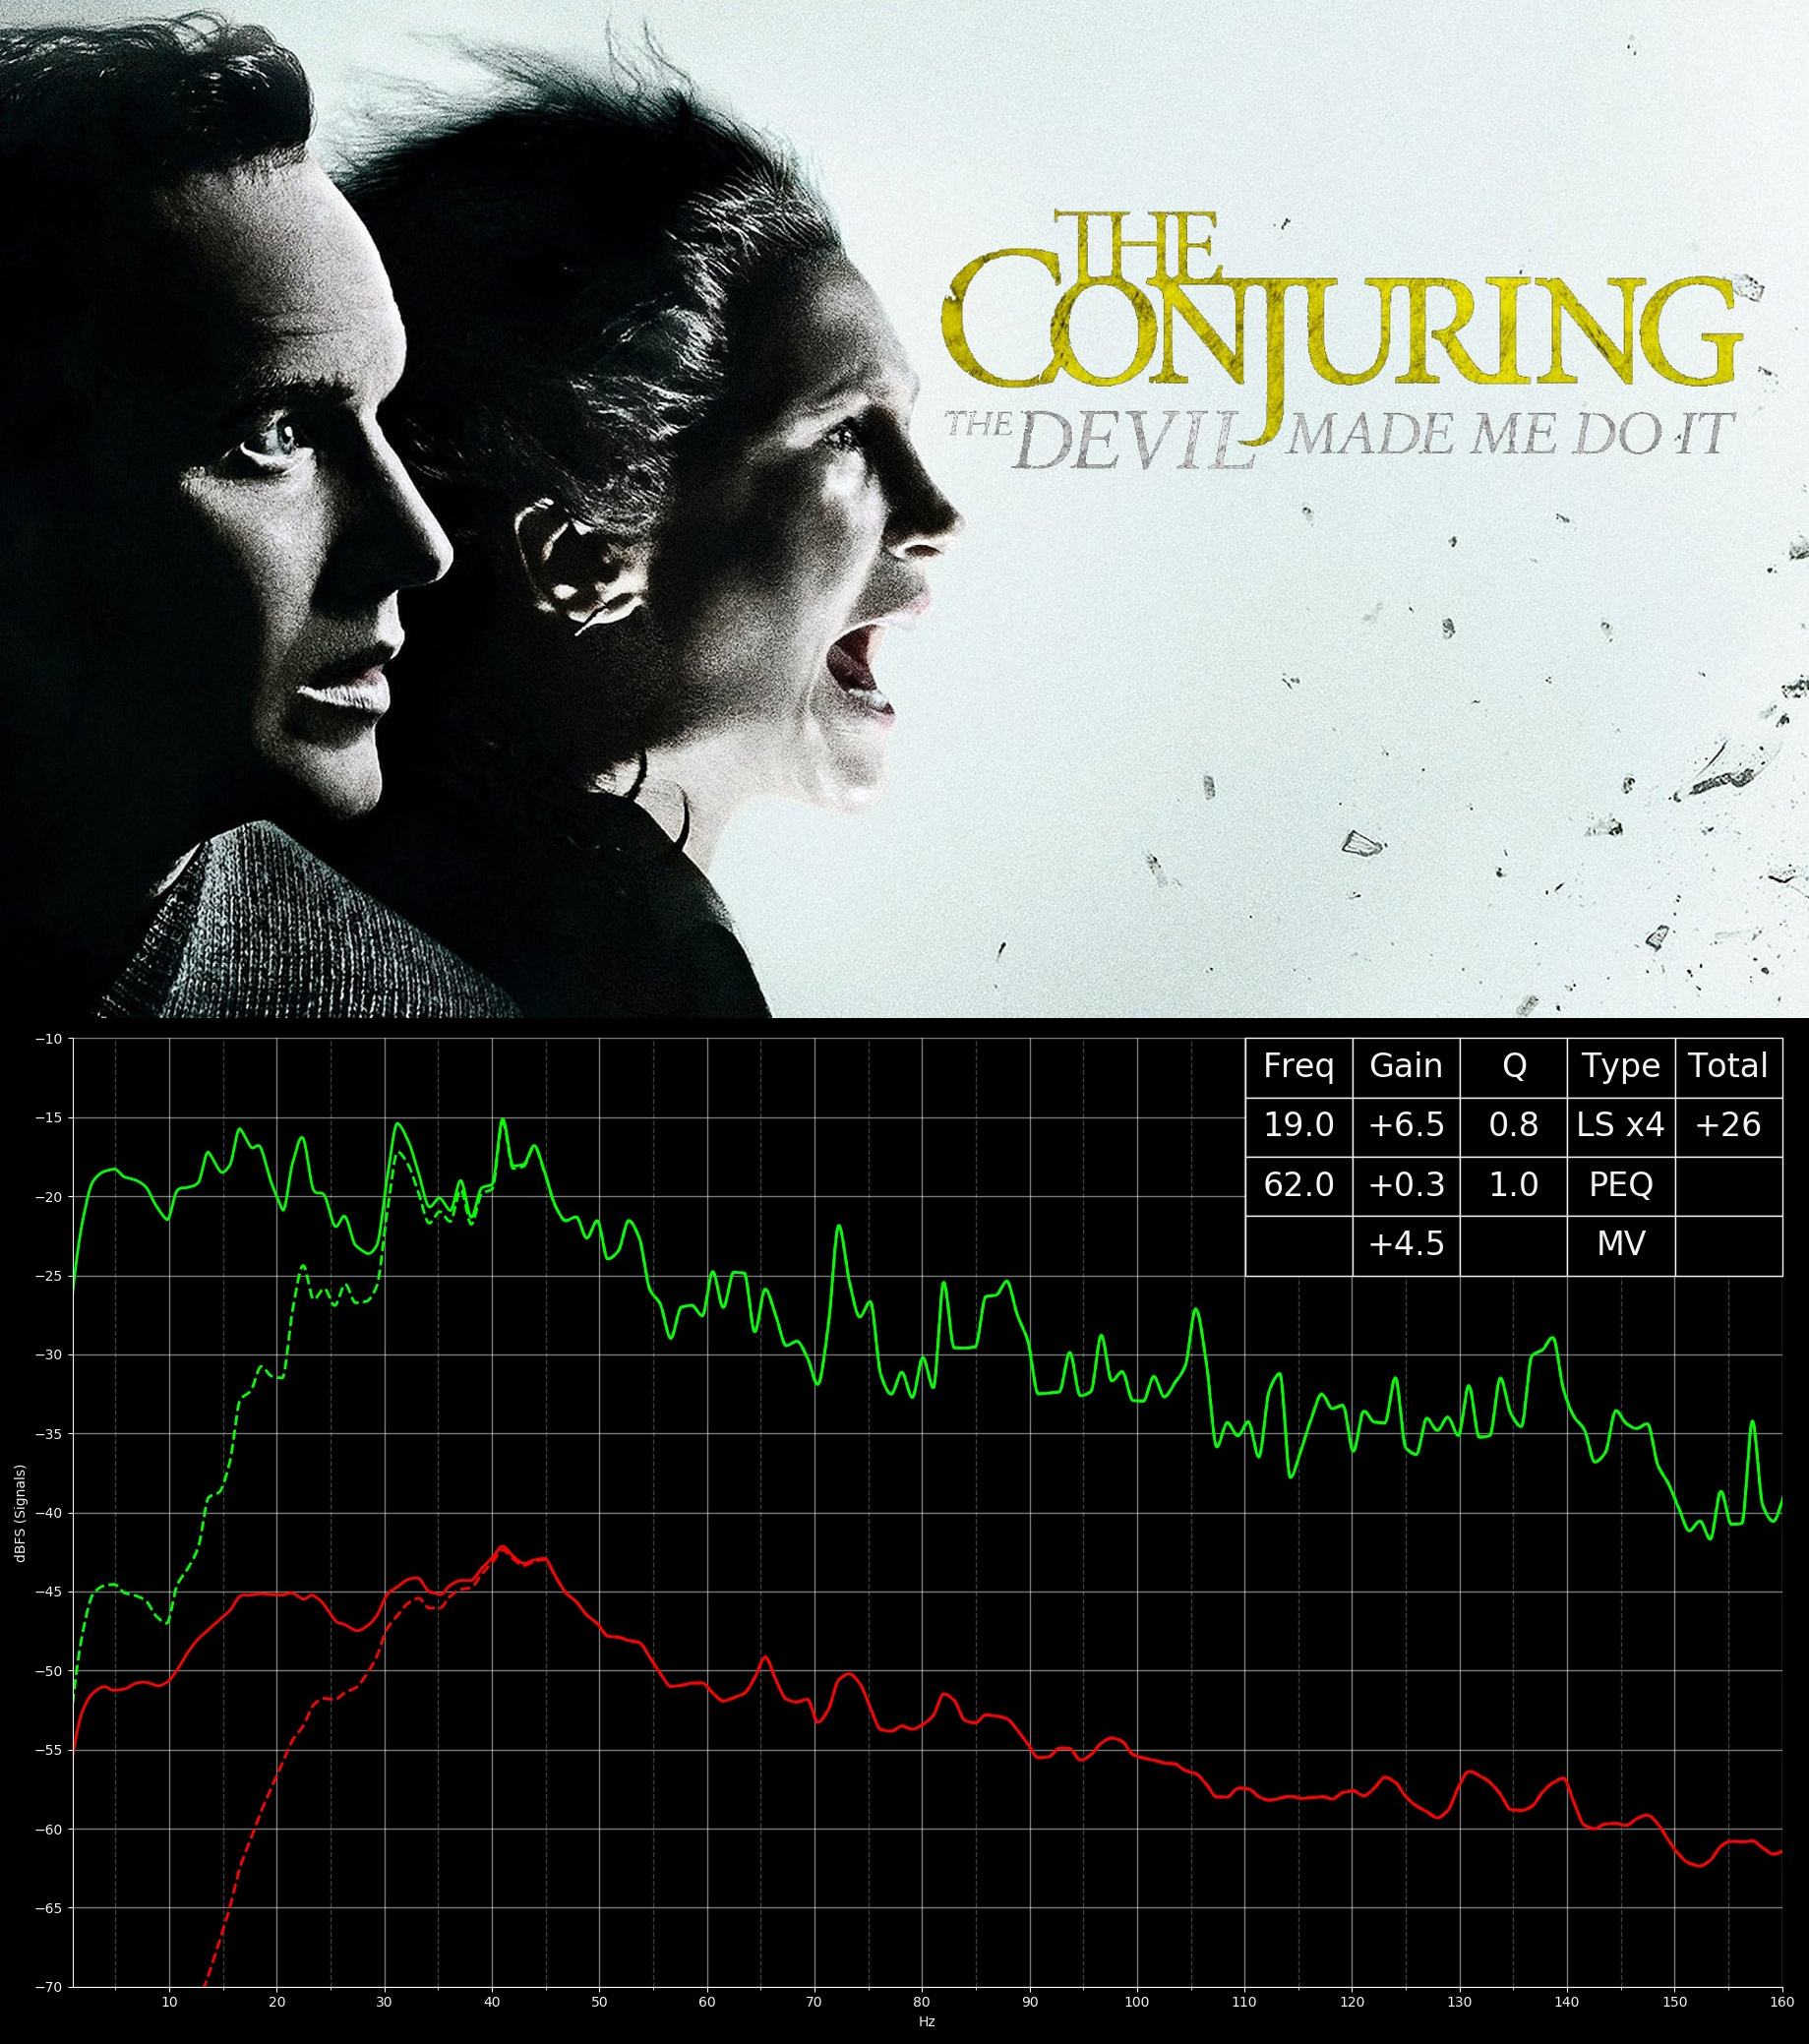 THE
CONJURING
THE DEVIL MADE ME DO IT
Freq Gain Q Type Total
19.0 +6.5 0.8 LS x4 +26
62.0 +0.3 1.0 PEQ
+4.5 MV
−10
−15
−20
−25
−30
−35
−40
−45
−50
−55
−60
−65
−70
dBFS (Signals)
10 20 30 40 50 60 70 80 90 100 110 120 130 140 150 160
Hz